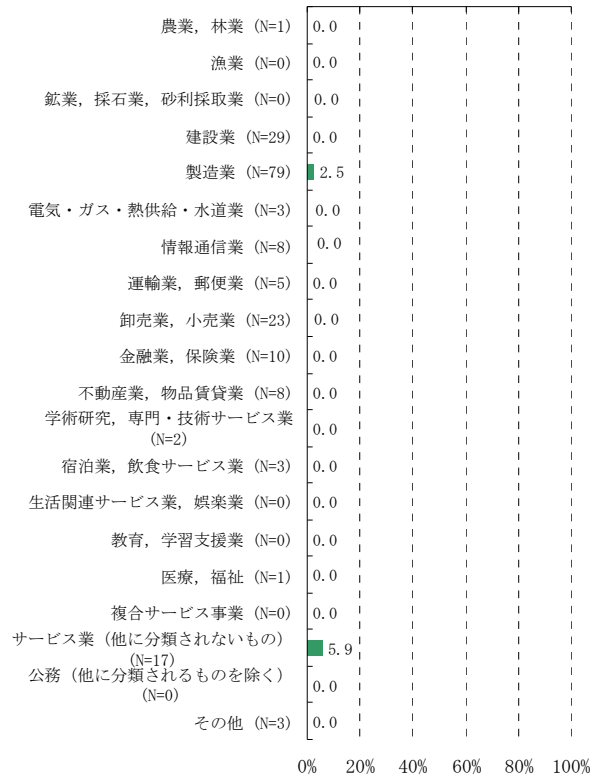 農業, 林業 (N=1) 0.0
漁業 (N=0) 0.0
鉱業, 採石業, 砂利採取業 (N=0) 0.0
建設業 (N=29) 0.0
製造業 (N=79) 2.5
電気・ガス・熱供給・水道業 (N=3) 0.0
情報通信業 (N=8) 0.0
運輸業, 郵便業 (N=5) 0.0
卸売業, 小売業 (N=23) 0.0
金融業, 保険業 (N=10) 0.0
不動産業, 物品賃貸業 (N=8) 0.0
学術研究, 専門・技術サービス業
(N=2) 0.0
宿泊業, 飲食サービス業 (N=3) 0.0
生活関連サービス業, 娯楽業 (N=0) 0.0
教育, 学習支援業 (N=0) 0.0
医療, 福祉 (N=1) 0.0
複合サービス事業 (N=0) 0.0
サービス業 (他に分類されないもの)
(N=17) 5.9
公務 (他に分類されるものを除く)
(N=0) 0.0
その他 (N=3) 0.0
0% 20% 40% 60% 80% 100%